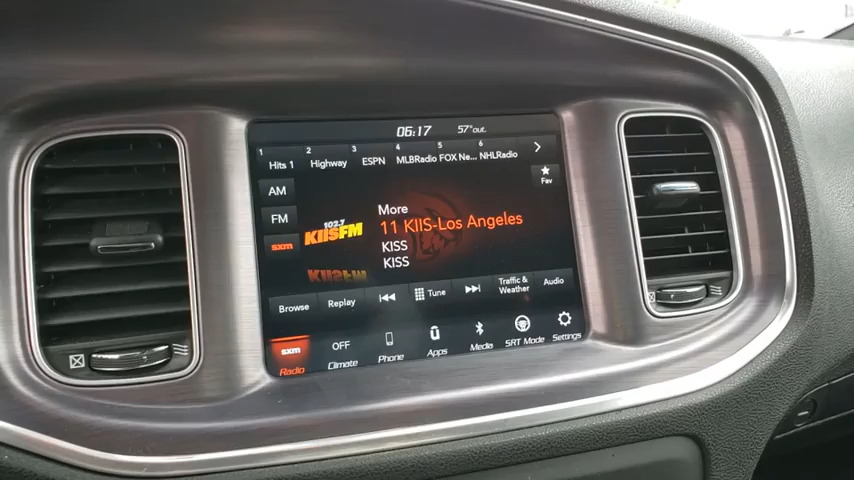 06:17 57°out.
1 2 3 4 5 6
Hits 1 Highway ESPN MLBRadio FOX Ne... NHLRadio
Fav
AM
FM
sxm
102.7
KIISFM
More
11 KIIS-Los Angeles
KISS
KISS
Browse Replay Tune Traffic & Weather Audio
sxm OFF
Radio Climate Phone Apps Media SRT Mode Settings